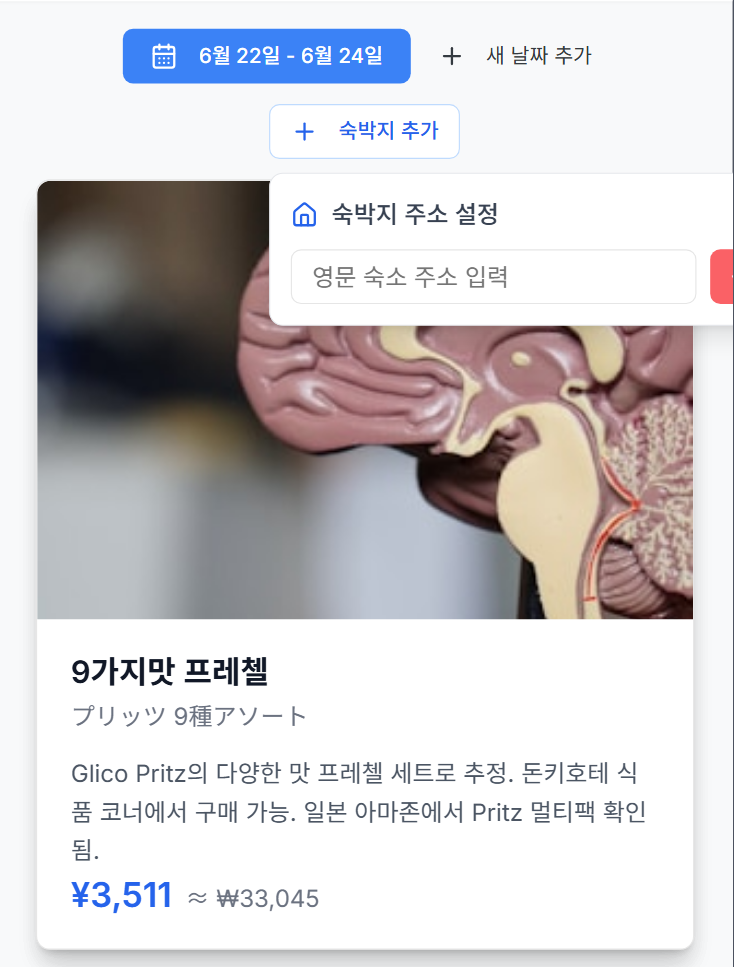 6월 22일 - 6월 24일
새 날짜 추가
숙박지 추가
숙박지 주소 설정
영문 숙소 주소 입력
9가지맛 프레첼
プリッツ 9種アソート
Glico Pritz의 다양한 맛 프레첼 세트로 추정. 돈키호테 식
품 코너에서 구매 가능. 일본 아마존에서 Pritz 멀티팩 확인
됨.
¥3,511 ≈ ₩33,045